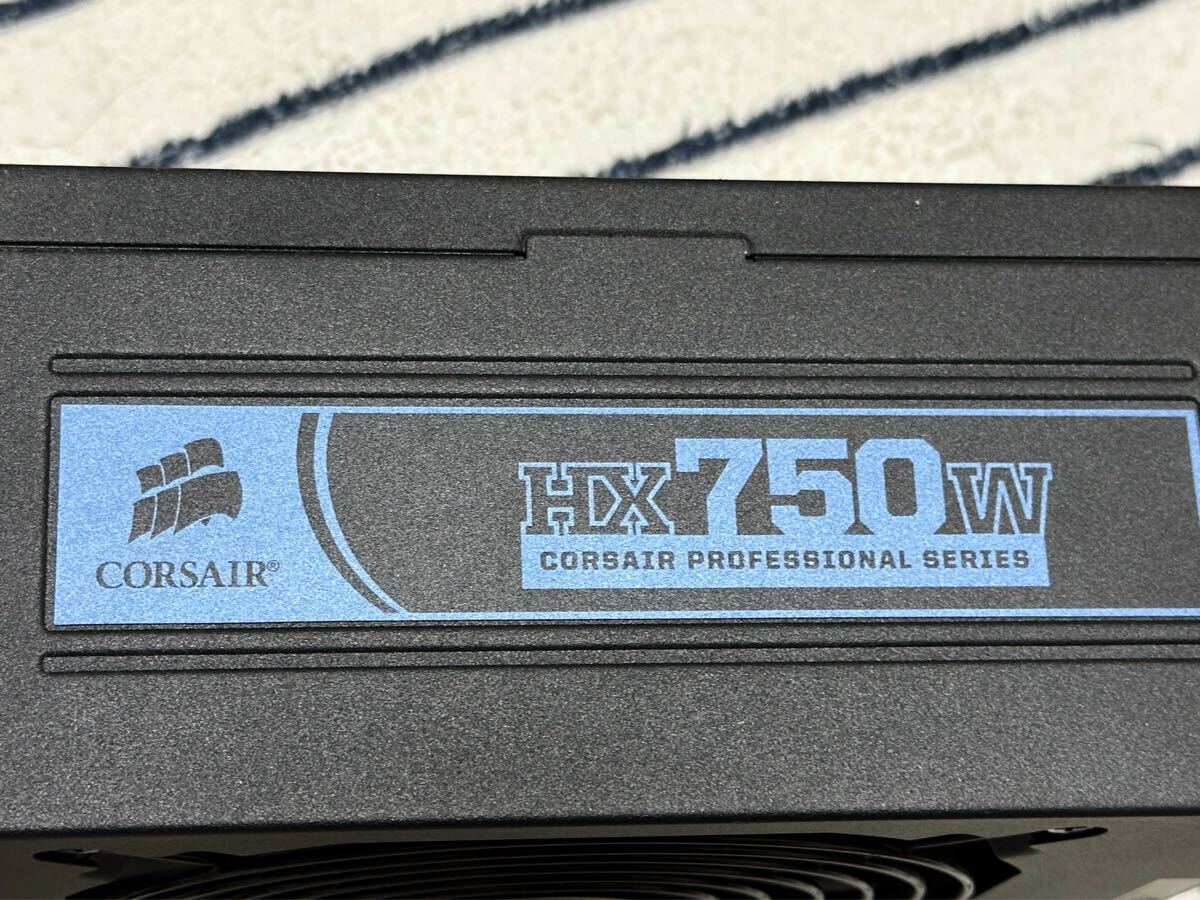 CORSAIR®
HX750W
CORSAIR PROFESSIONAL SERIES